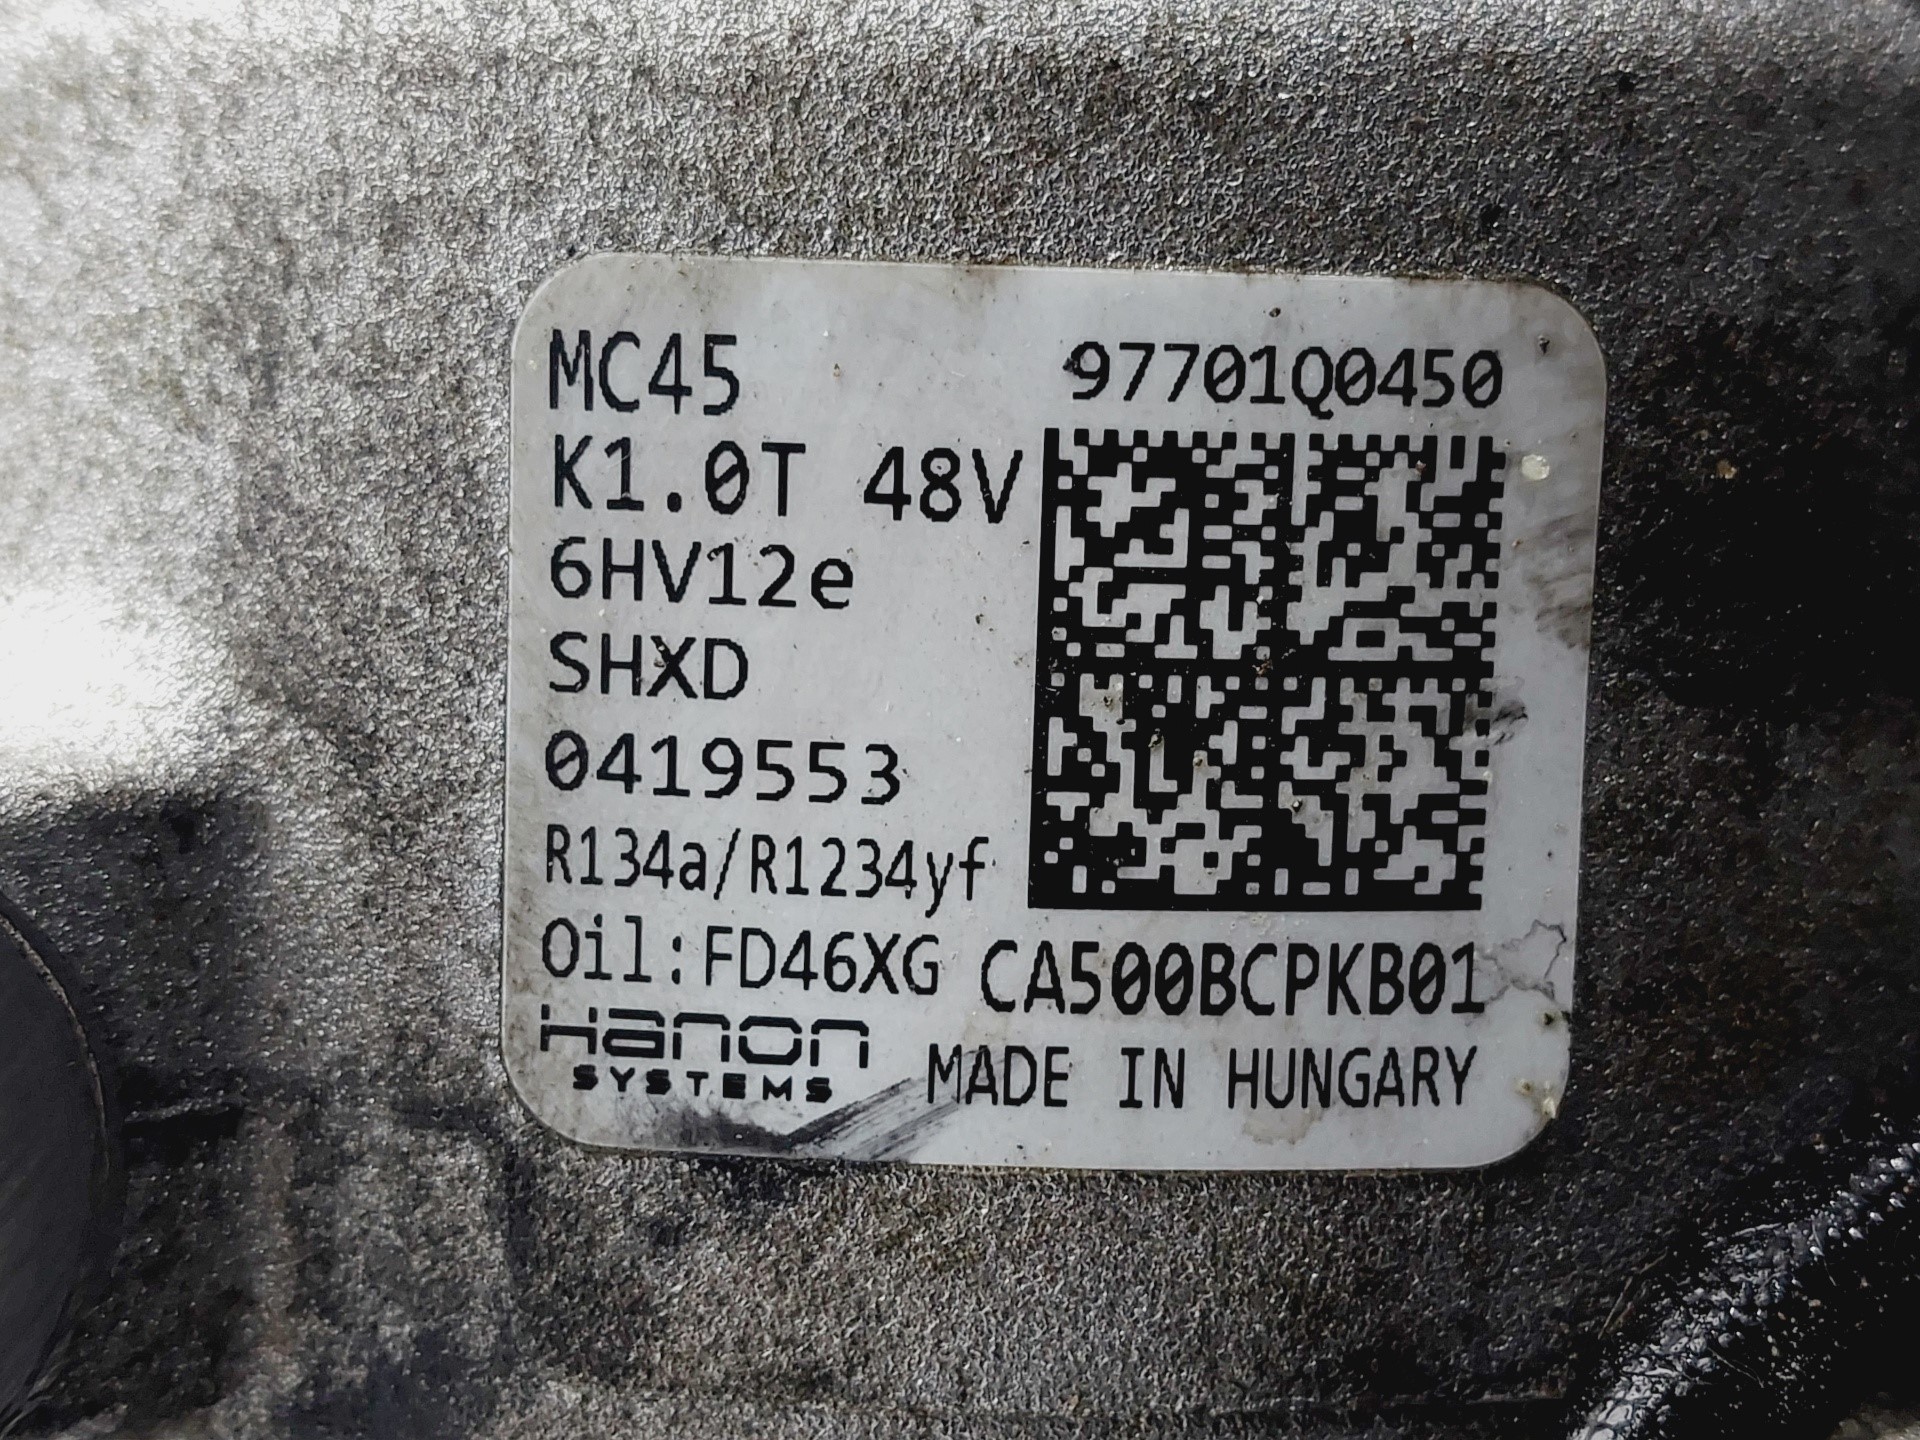 MC45 97701Q0450
K1.0T 48V
6HV12e
SHXD
0419553
R134a/R1234yf
Oil:FD46XG CA500BCPKB01
Hanon
SYSTEMS
MADE IN HUNGARY